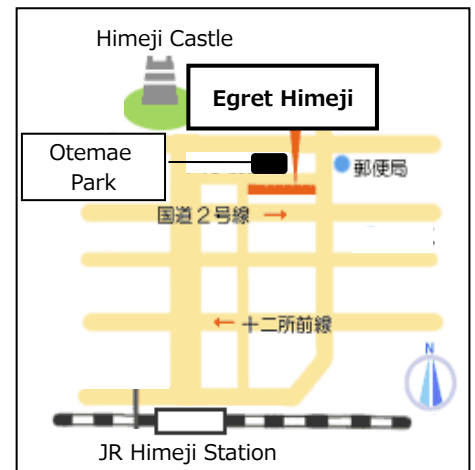 Himeji Castle
Egret Himeji
Otemae
Park
郵便局
国道２号線 →
← 十二所前線
N
JR Himeji Station